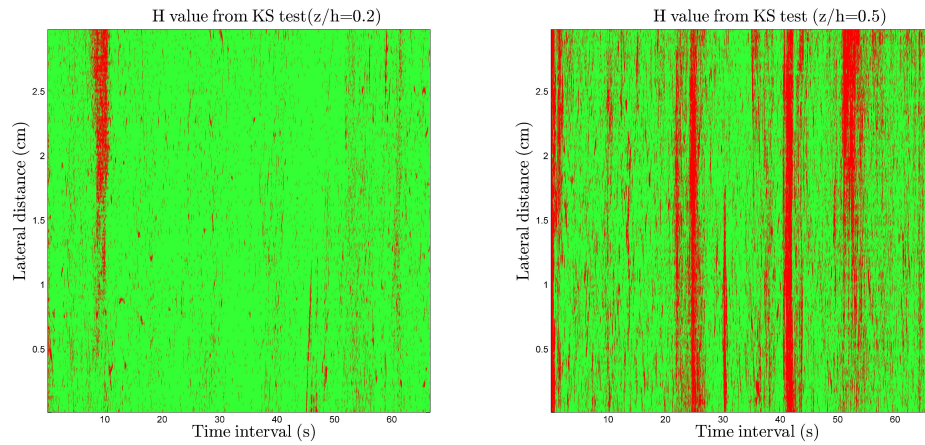 H value from KS test(z/h=0.2)
Lateral distance (cm)
2.5
2
1.5
1
0.5
10 20 30 40 50 60
Time interval (s)
H value from KS test (z/h=0.5)
Lateral distance (cm)
2.5
2
1.5
1
0.5
10 20 30 40 50 60
Time interval (s)